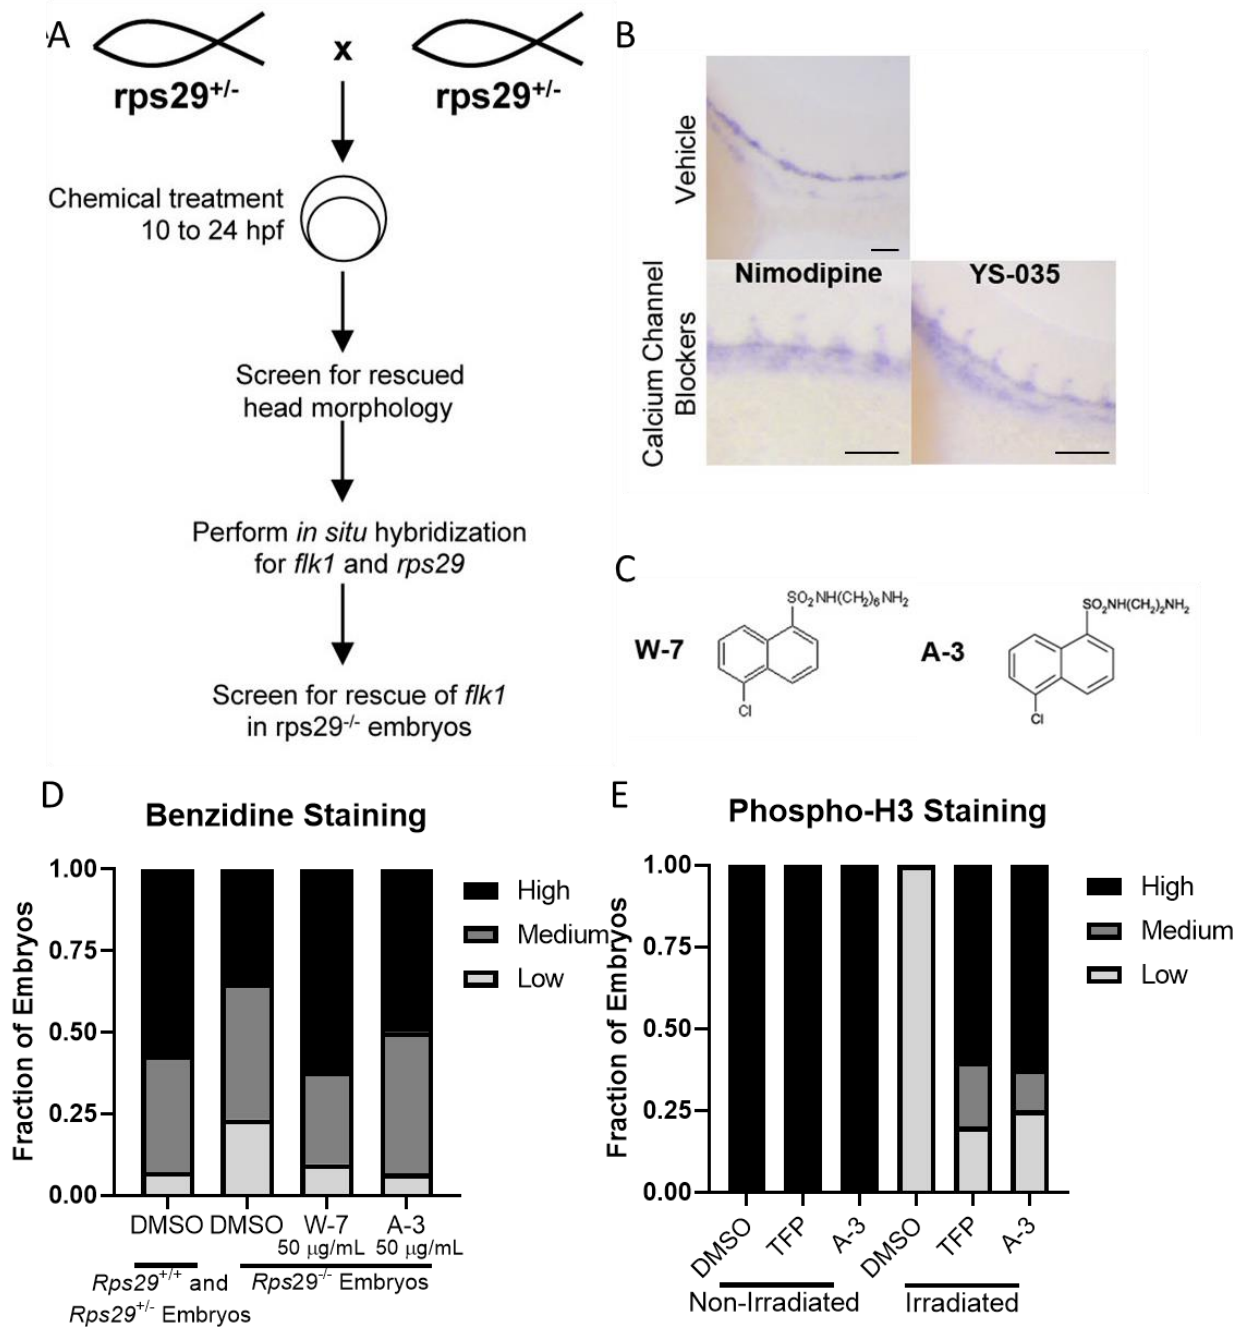 A
x
rps29+/-
rps29+/-
Chemical treatment
10 to 24 hpf
Screen for rescued
head morphology
Perform in situ hybridization
for flk1 and rps29
Screen for rescue of flk1
in rps29-/- embryos
B
Vehicle
Calcium Channel
Blockers
Nimodipine
YS-035
C
W-7
SO2NH(CH2)6NH2
Cl
A-3
SO2NH(CH2)2NH2
Cl
D
Benzidine Staining
Fraction of Embryos
1.00
0.75
0.50
0.25
0.00
High
Medium
Low
DMSO DMSO W-7 A-3
50 µg/mL 50 µg/mL
Rps29+/+ and
Rps29+/- Embryos
Rps29-/- Embryos
E
Phospho-H3 Staining
Fraction of Embryos
1.00
0.75
0.50
0.25
0.00
High
Medium
Low
DMSO TFP A-3 DMSO TFP A-3
Non-Irradiated Irradiated